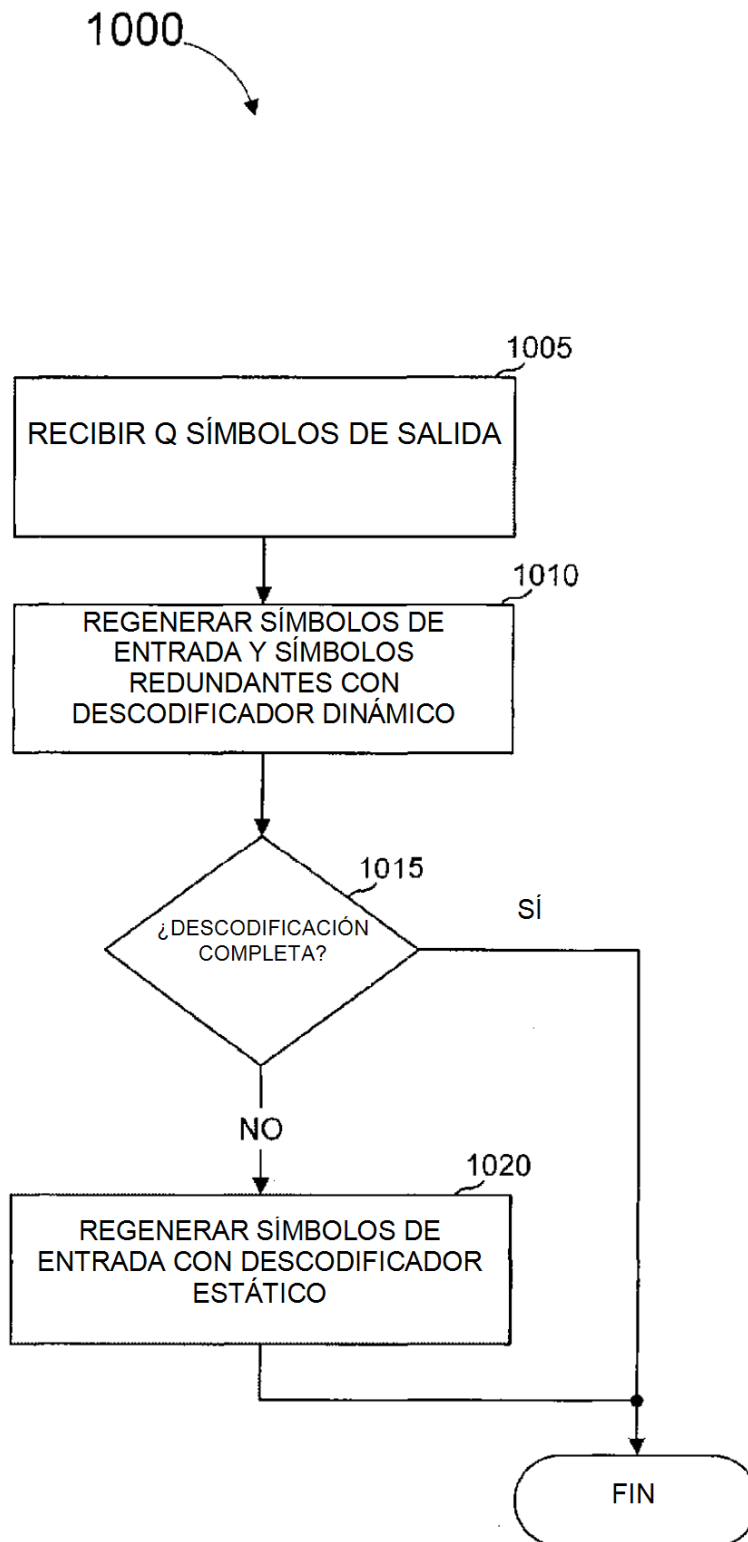 1000
1005
RECIBIR Q SÍMBOLOS DE SALIDA
1010
REGENERAR SÍMBOLOS DE
ENTRADA Y SÍMBOLOS
REDUNDANTES CON
DESCODIFICADOR DINÁMICO
1015
SÍ
¿DESCODIFICACIÓN
COMPLETA?
NO
1020
REGENERAR SÍMBOLOS DE
ENTRADA CON DESCODIFICADOR
ESTÁTICO
FIN